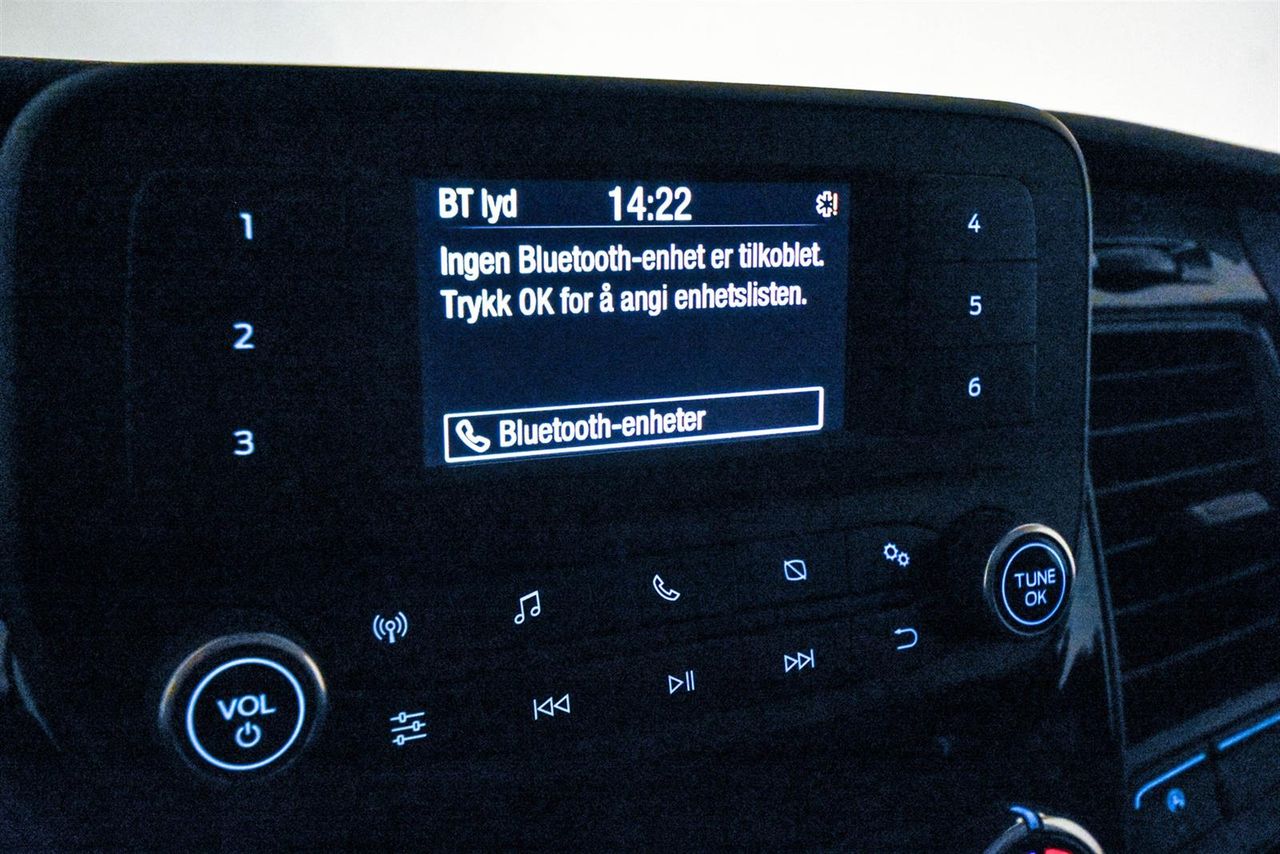 BT lyd 14:22
Ingen Bluetooth-enhet er tilkoblet.
Trykk OK for å angi enhetslisten.
Bluetooth-enheter
1
2
3
4
5
6
VOL
TUNE
OK